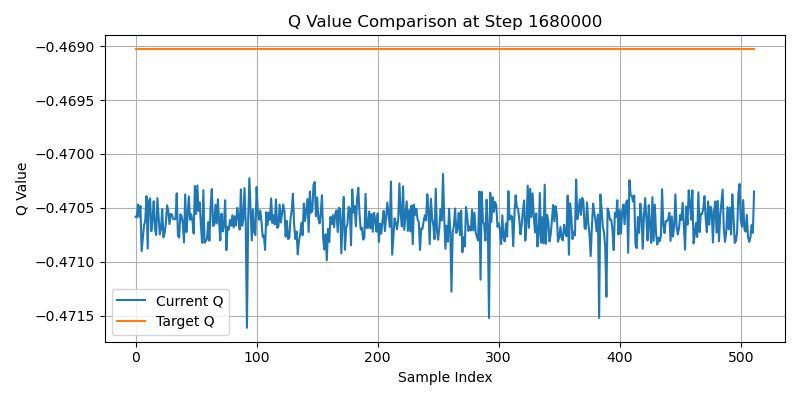 Q Value Comparison at Step 1680000
−0.4690
−0.4695
−0.4700
−0.4705
−0.4710
−0.4715
Q Value
Current Q
Target Q
0 100 200 300 400 500
Sample Index